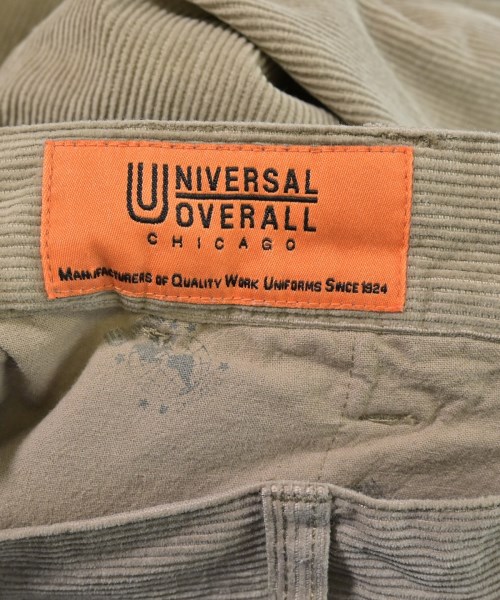 UNIVERSAL
OVERALL
CHICAGO
MANUFACTURERS OF QUALITY WORK UNIFORMS SINCE 1924